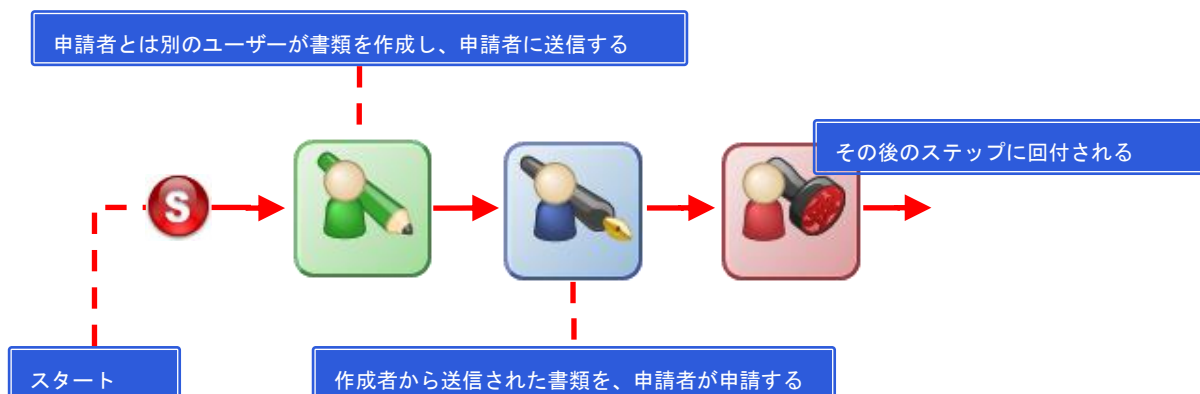 申請者とは別のユーザーが書類を作成し、申請者に送信する
その後のステップに回付される
S
スタート
作成者から送信された書類を、申請者が申請する